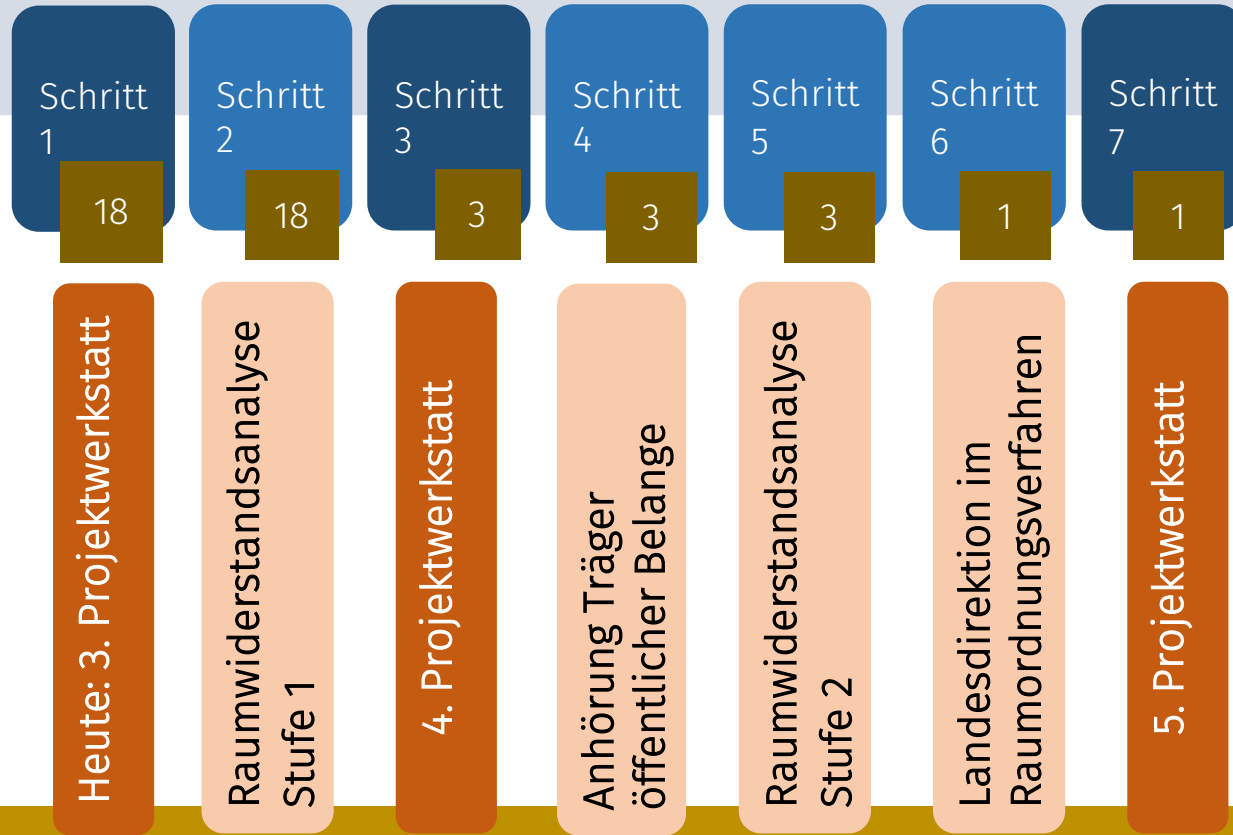 Schritt
1
18
Schritt
2
18
Schritt
3
3
Schritt
4
3
Schritt
5
3
Schritt
6
1
Schritt
7
1
Heute: 3. Projektwerkstatt
Raumwiderstandsanalyse
Stufe 1
4. Projektwerkstatt
Anhörung Träger
öffentlicher Belange
Raumwiderstandsanalyse
Stufe 2
Landesdirektion im
Raumordnungsverfahren
5. Projektwerkstatt